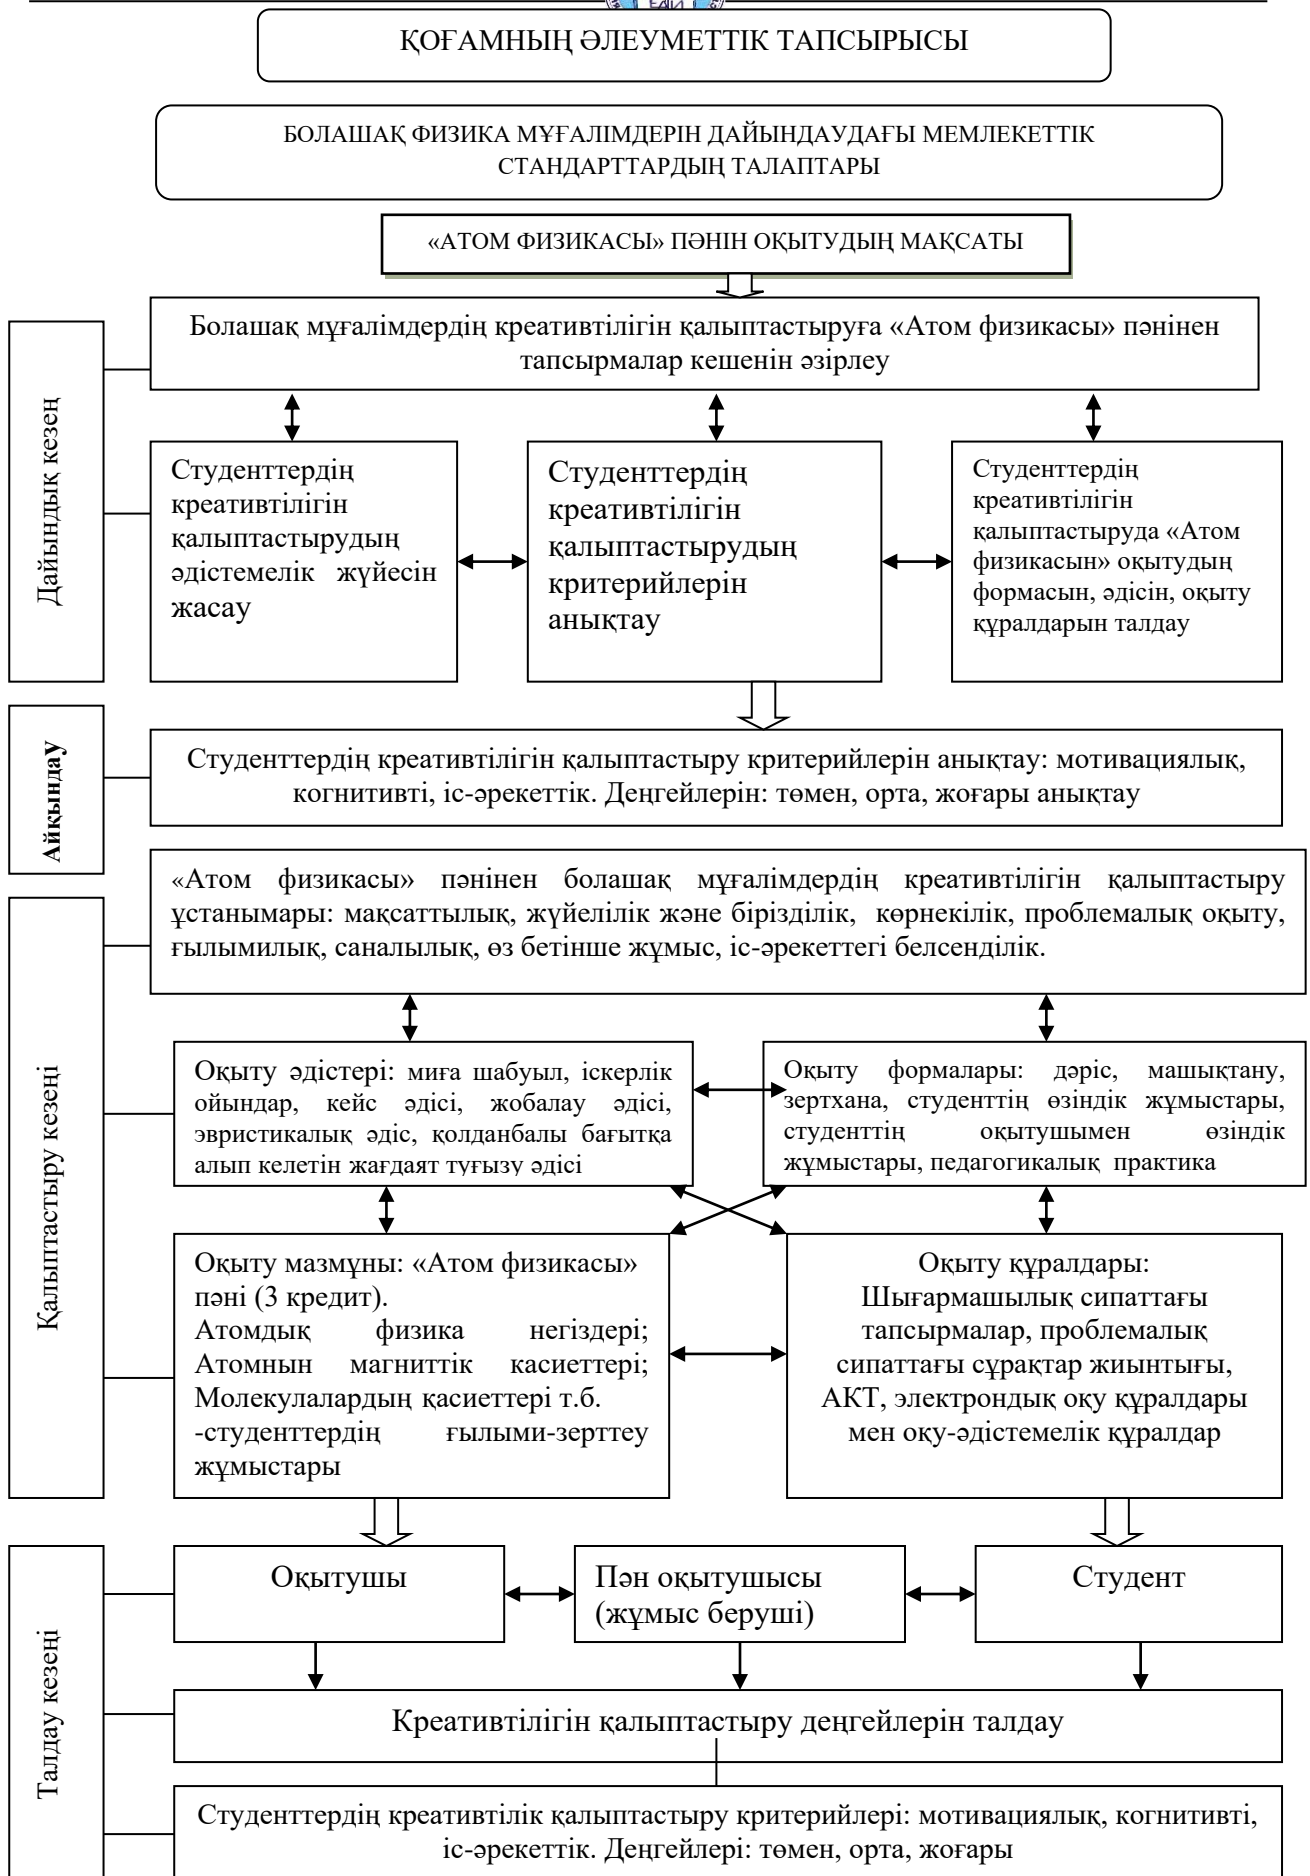 ЕАИ
ҚОҒАМНЫҢ ӘЛЕУМЕТТІК ТАПСЫРЫСЫ
БОЛАШАҚ ФИЗИКА МҰҒАЛІМДЕРІН ДАЙЫНДАУДАҒЫ МЕМЛЕКЕТТІК
СТАНДАРТТАРДЫҢ ТАЛАПТАРЫ
«АТОМ ФИЗИКАСЫ» ПӘНІН ОҚЫТУДЫҢ МАҚСАТЫ
Дайындық кезең
Болашақ мұғалімдердің креативтілігін қалыптастыруға «Атом физикасы» пәнінен
тапсырмалар кешенін әзірлеу
Студенттердің
креативтілігін
қалыптастырудың
әдістемелік жүйесін
жасау
Студенттердің
креативтілігін
қалыптастырудың
критерийлерін
анықтау
Студенттердің
креативтілігін
қалыптастыруда «Атом
физикасын» оқытудың
формасын, әдісін, оқыту
құралдарын талдау
Айқындау
Студенттердің креативтілігін қалыптастыру критерийлерін анықтау: мотивациялық,
когнитивті, іс-әрекеттік. Деңгейлерін: төмен, орта, жоғары анықтау
Қалыптастыру кезеңі
«Атом физикасы» пәнінен болашақ мұғалімдердің креативтілігін қалыптастыру
ұстанымары: мақсаттылық, жүйелілік және бірізділік, көрнекілік, проблемалық оқыту,
ғылымилық, саналылық, өз бетінше жұмыс, іс-әрекеттегі белсенділік.
Оқыту әдістері: миға шабуыл, іскерлік
ойындар, кейс әдісі, жобалау әдісі,
эвристикалық әдіс, қолданбалы бағытқа
алып келетін жағдаят туғызу әдісі
Оқыту формалары: дәріс, машықтану,
зертхана, студенттің өзіндік жұмыстары,
студенттің оқытушымен өзіндік
жұмыстары, педагогикалық практика
Оқыту мазмұны: «Атом физикасы»
пәні (3 кредит).
Атомдық физика негіздері;
Атомнын магниттік касиеттері;
Молекулалардың қасиеттері т.б.
-студенттердің ғылыми-зерттеу
жұмыстары
Оқыту құралдары:
Шығармашылық сипаттағы
тапсырмалар, проблемалық
сипаттағы сұрақтар жиынтығы,
АКТ, электрондық оқу құралдары
мен оқу-әдістемелік құралдар
Талдау кезеңі
Оқытушы
Пән оқытушысы
(жұмыс беруші)
Студент
Креативтілігін қалыптастыру деңгейлерін талдау
Студенттердің креативтілік қалыптастыру критерийлері: мотивациялық, когнитивті,
іс-әрекеттік. Деңгейлері: төмен, орта, жоғары